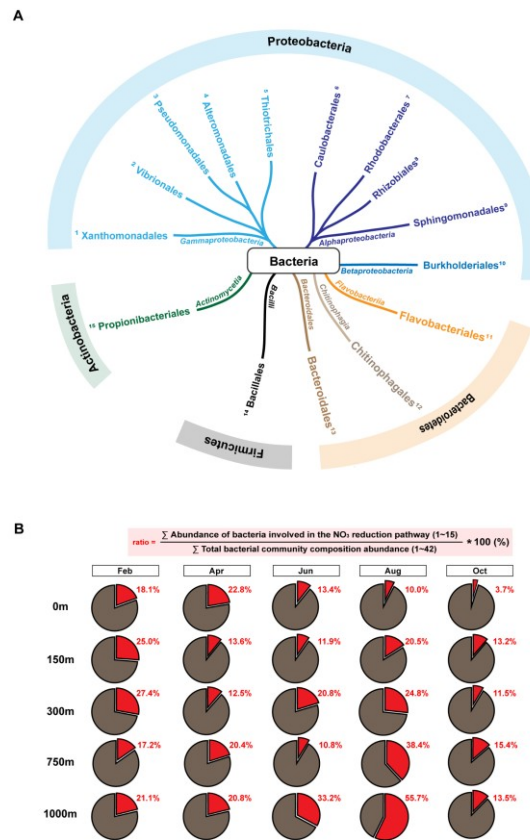 A
Proteobacteria
³ Pseudomonadales
⁴ Alteromonadales
⁵ Thiotrichales
Caulobacterales ⁶
Rhodobacterales ⁷
² Vibrionales
Rhizobiales⁸
¹ Xanthomonadales
Sphingomonadales⁹
Gammaproteobacteria
Alphaproteobacteria
Bacteria
Betaproteobacteria
Burkholderiales¹⁰
Actinomycetia
Bacilli
Bacteroidales
Chitinophagia
Flavobacteriia
¹⁵ Propionibacteriales
Flavobacteriales¹¹
Actinobacteria
¹⁴ Bacillales
Bacteroidales¹³
Chitinophagales¹²
Firmicutes
Bacteroidetes
B
ratio = ∑ Abundance of bacteria involved in the NO₃ reduction pathway (1~15)
∑ Total bacterial community composition abundance (1~42)
* 100 (%)
Feb Apr Jun Aug Oct
0m 18.1% 22.8% 13.4% 10.0% 3.7%
150m 25.0% 13.6% 11.9% 20.5% 13.2%
300m 27.4% 12.5% 20.8% 24.8% 11.5%
750m 17.2% 20.4% 10.8% 38.4% 15.4%
1000m 21.1% 20.8% 33.2% 55.7% 13.5%